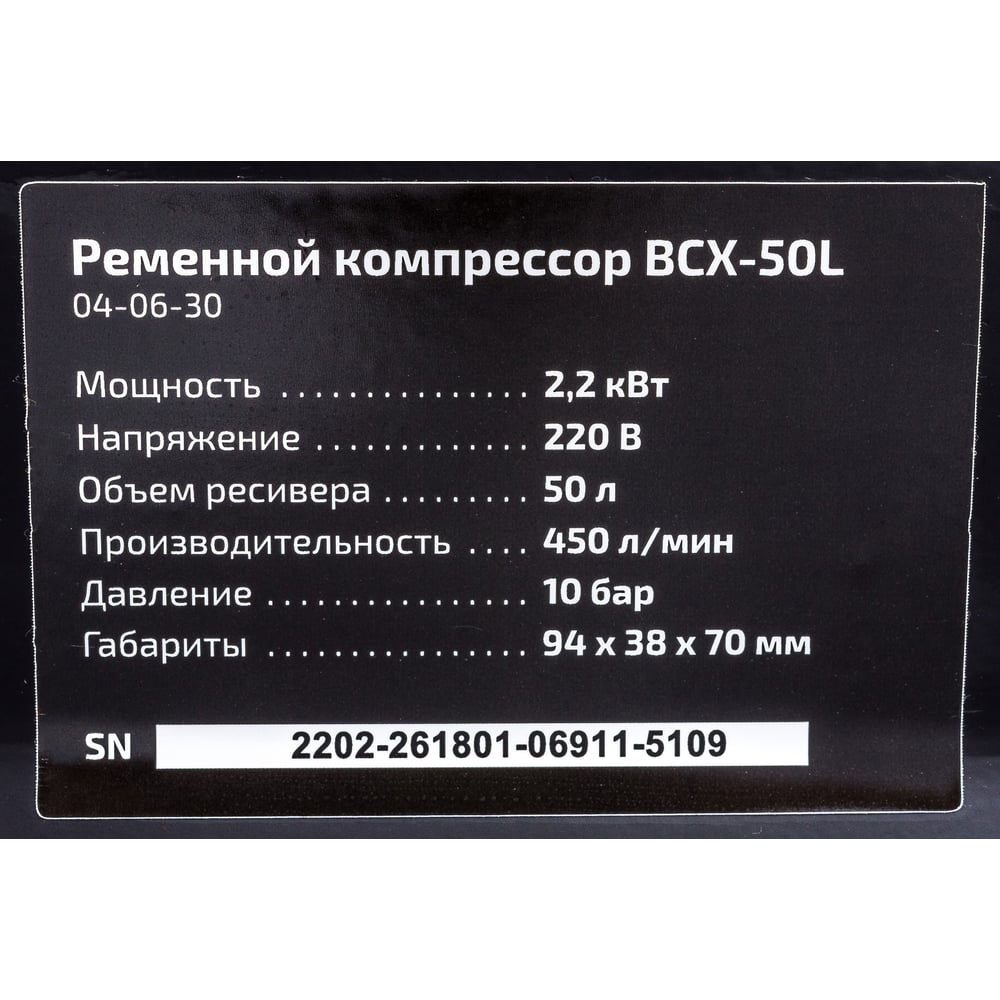 Ременной компрессор BCX-50L
04-06-30
Мощность ................ 2,2 кВт
Напряжение .............. 220 В
Объем ресивера ......... 50 л
Производительность .... 450 л/мин
Давление ................. 10 бар
Габариты ................. 94 x 38 x 70 мм
SN 2202-261801-06911-5109